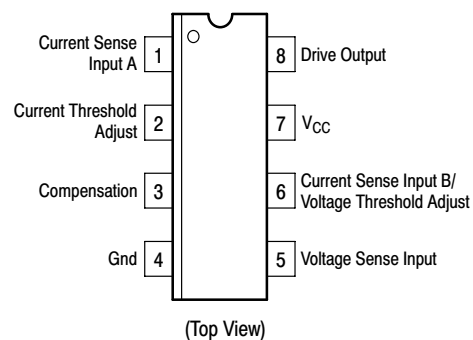 Current Sense
Input A
1
8
Drive Output
Current Threshold
Adjust
2
7
VCC
Compensation
3
6
Current Sense Input B/
Voltage Threshold Adjust
Gnd
4
5
Voltage Sense Input
(Top View)